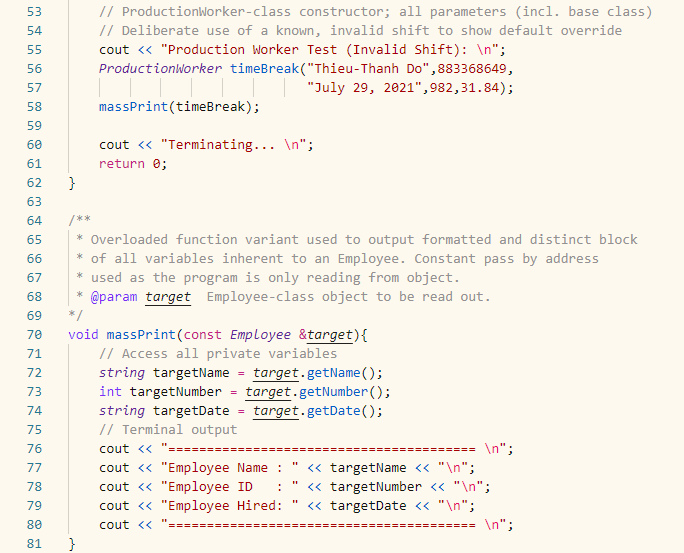 53 // ProductionWorker-class constructor; all parameters (incl. base class)
54 // Deliberate use of a known, invalid shift to show default override
55 cout << "Production Worker Test (Invalid Shift): \n";
56 ProductionWorker timeBreak("Thieu-Thanh Do",883368649,
57 "July 29, 2021",982,31.84);
58 massPrint(timeBreak);
59
60 cout << "Terminating... \n";
61 return 0;
62 }
63
64 /**
65 * Overloaded function variant used to output formatted and distinct block
66 * of all variables inherent to an Employee. Constant pass by address
67 * used as the program is only reading from object.
68 * @param target  Employee-class object to be read out.
69 */
70 void massPrint(const Employee &target){
71 // Access all private variables
72 string targetName = target.getName();
73 int targetNumber = target.getNumber();
74 string targetDate = target.getDate();
75 // Terminal output
76 cout << "======================================== \n";
77 cout << "Employee Name : " << targetName << "\n";
78 cout << "Employee ID   : " << targetNumber << "\n";
79 cout << "Employee Hired: " << targetDate << "\n";
80 cout << "======================================== \n";
81 }